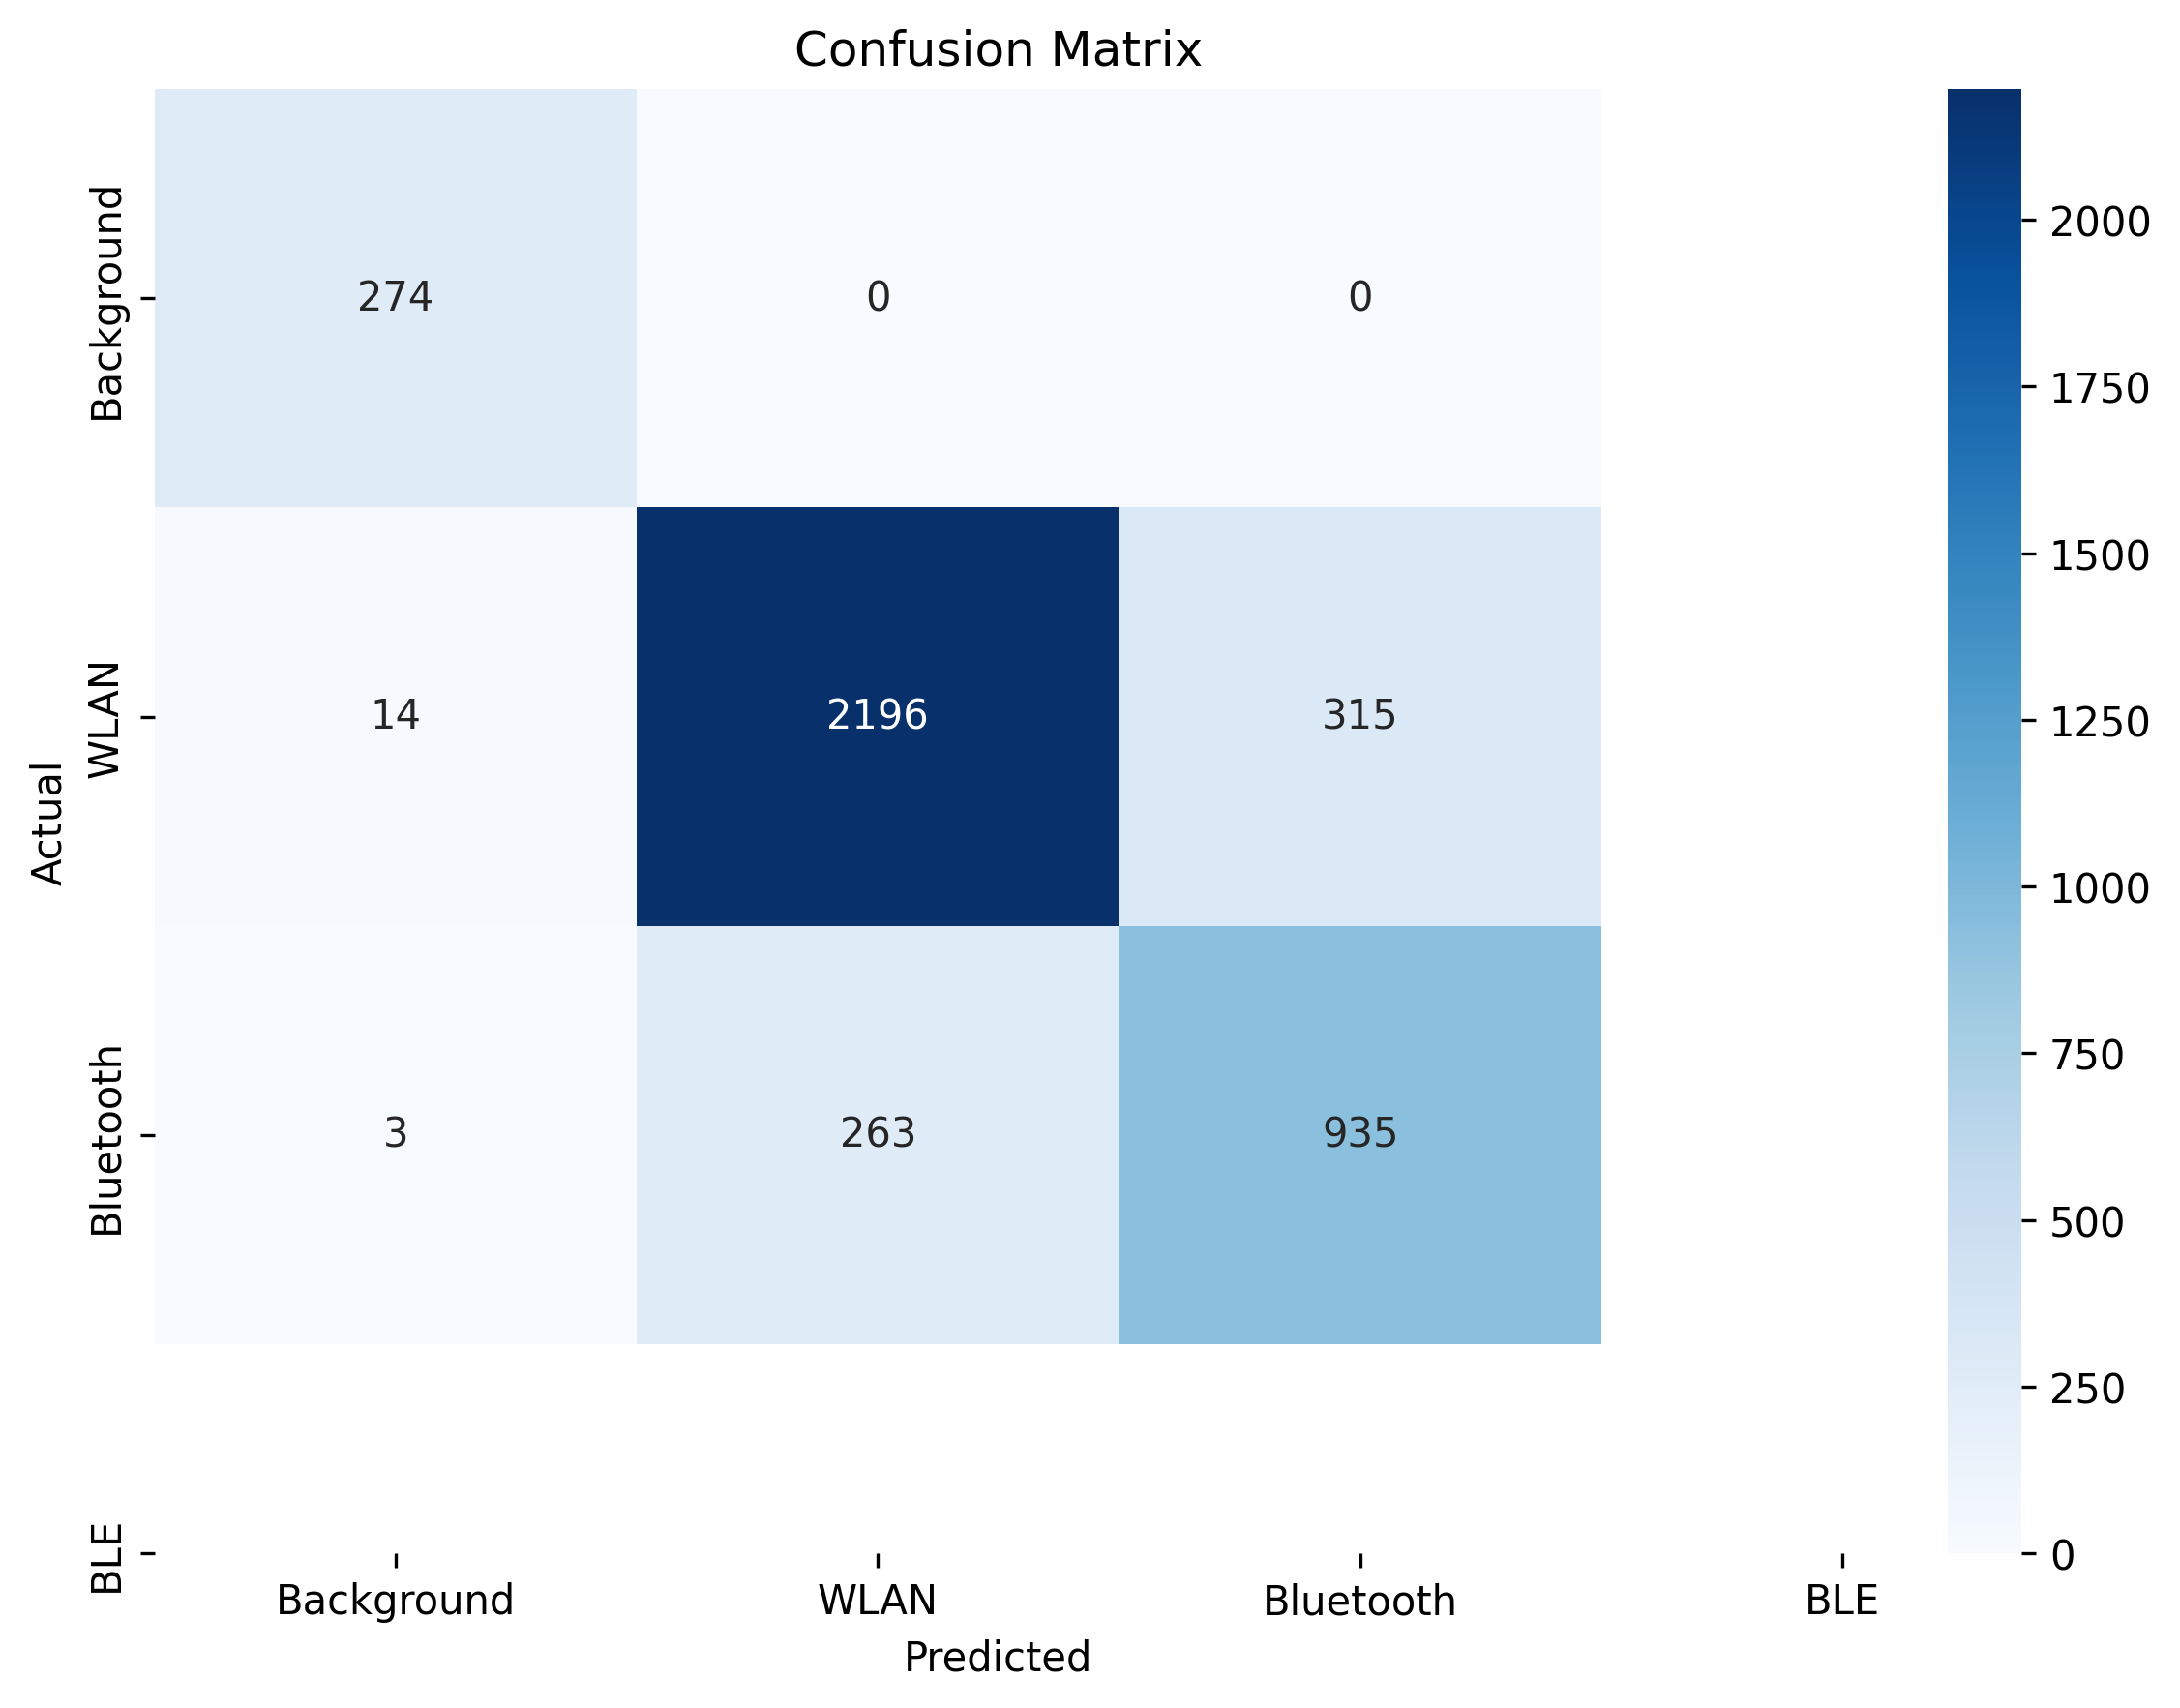 Confusion Matrix
Actual
Background
274
0
0
WLAN
14
2196
315
Bluetooth
3
263
935
BLE
Background
WLAN
Bluetooth
BLE
Predicted
2000
1750
1500
1250
1000
750
500
250
0